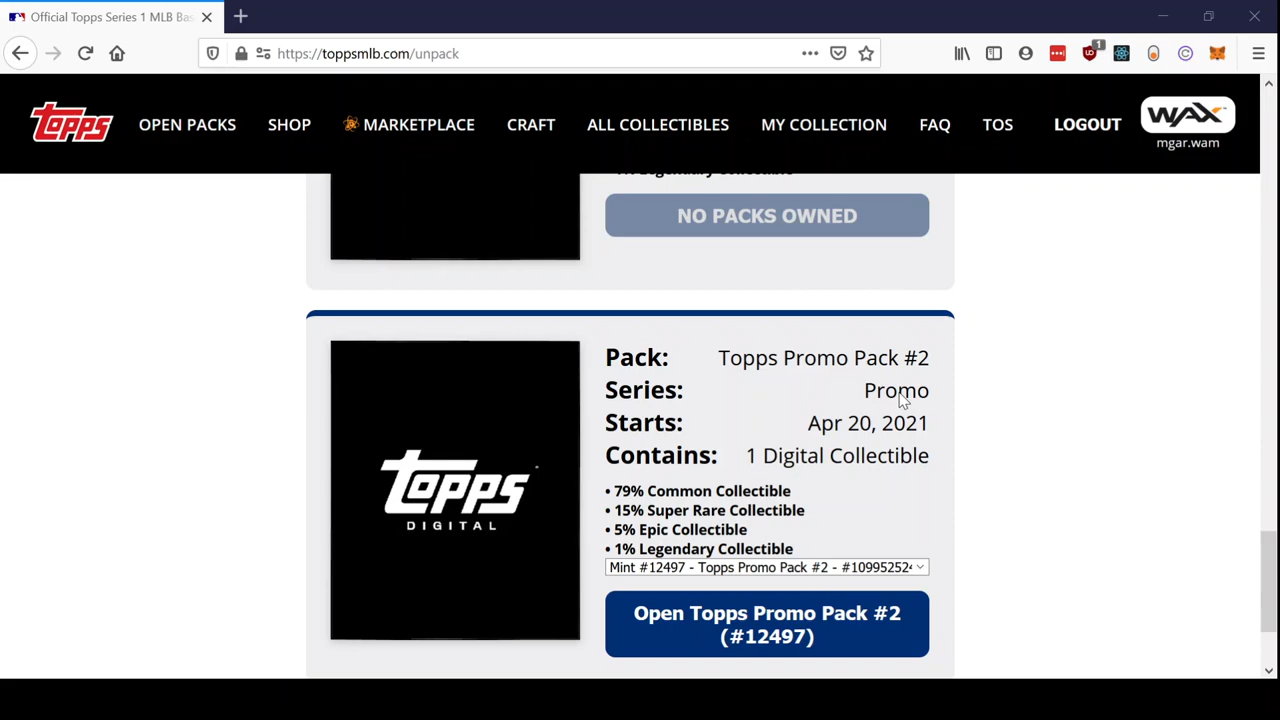 Official Topps Series 1 MLB Bas
https://toppsmlb.com/unpack
1
topps
OPEN PACKS
SHOP
MARKETPLACE
CRAFT
ALL COLLECTIBLES
MY COLLECTION
FAQ
TOS
LOGOUT
WAX
mgar.wam
NO PACKS OWNED
topps
DIGITAL
Pack: Topps Promo Pack #2
Series: Promo
Starts: Apr 20, 2021
Contains: 1 Digital Collectible
• 79% Common Collectible
• 15% Super Rare Collectible
• 5% Epic Collectible
• 1% Legendary Collectible
Mint #12497 - Topps Promo Pack #2 - #10995252
Open Topps Promo Pack #2
(#12497)